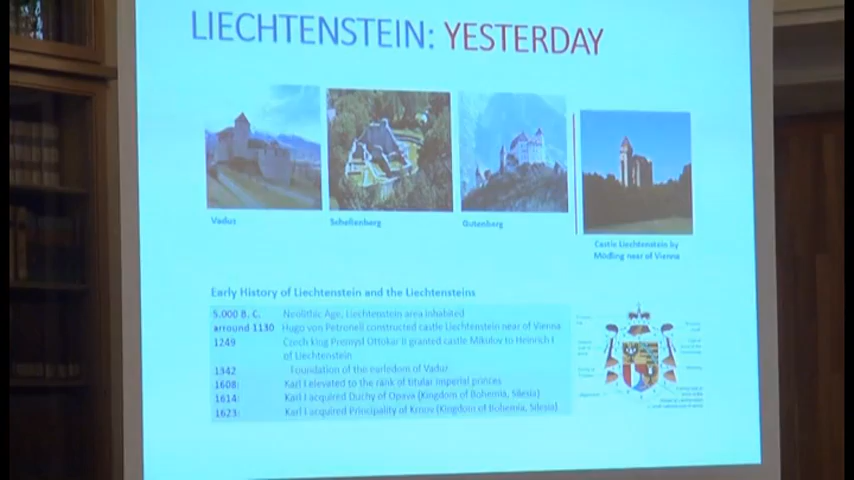 LIECHTENSTEIN: YESTERDAY
Vaduz
Schellenberg
Gutenberg
Castle Liechtenstein by
Mödling near of Vienna
Early History of Liechtenstein and the Liechtensteins
5.000 B. C. Neolithic Age, Liechtenstein area inhabited
arround 1130 Hugo von Petronell constructed castle Liechtenstein near of Vienna
1249 Czech king Premysl Ottokar II granted castle Mikulov to Heinrich I
of Liechtenstein
1342 Foundation of the earledom of Vaduz
1608: Karl I elevated to the rank of titular imperial princes
1614: Karl I acquired Duchy of Opava (Kingdom of Bohemia, Silesia)
1623: Karl I acquired Principality of Krnov (Kingdom of Bohemia, Silesia)